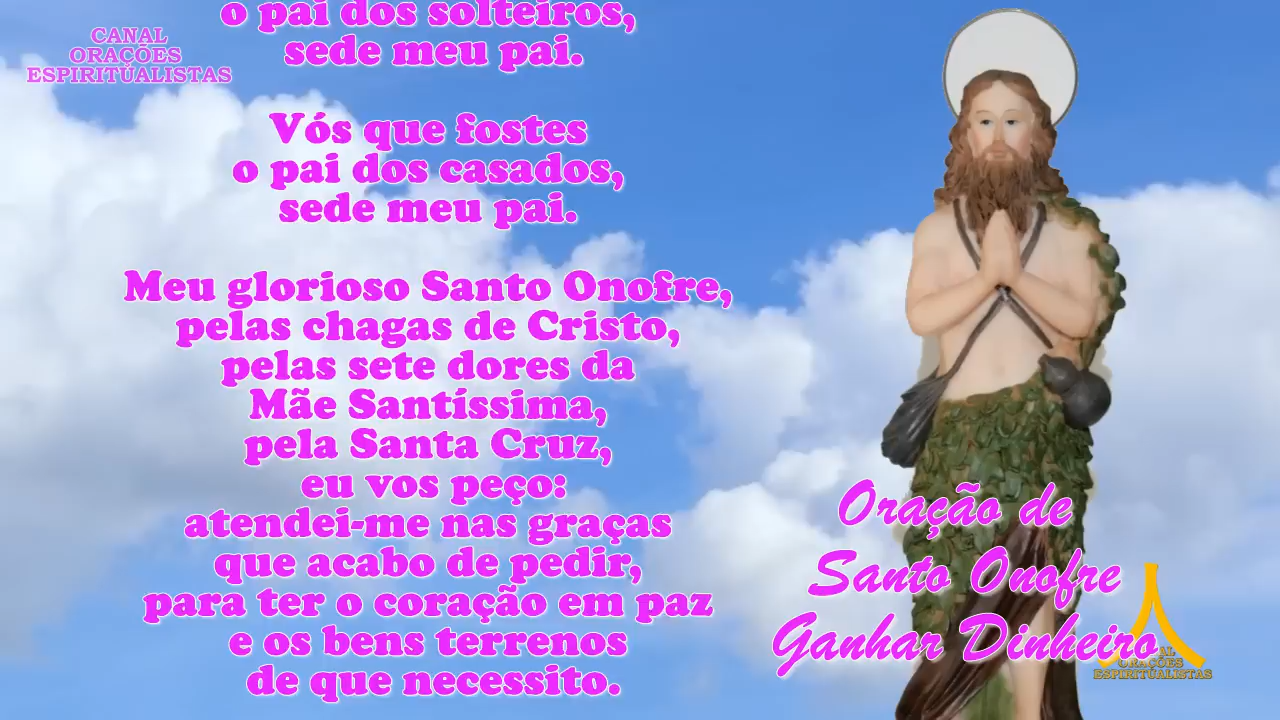 CANAL
ORAÇÕES
ESPIRITUALISTAS
o pai dos solteiros,
sede meu pai.
Vós que fostes
o pai dos casados,
sede meu pai.
Meu glorioso Santo Onofre,
pelas chagas de Cristo,
pelas sete dores da
Mãe Santíssima,
pela Santa Cruz,
eu vos peço:
atendei-me nas graças
que acabo de pedir,
para ter o coração em paz
e os bens terrenos
de que necessito.
Oração de
Santo Onofre
Ganhar Dinheiro
ORAÇÕES
ESPIRITUALISTAS